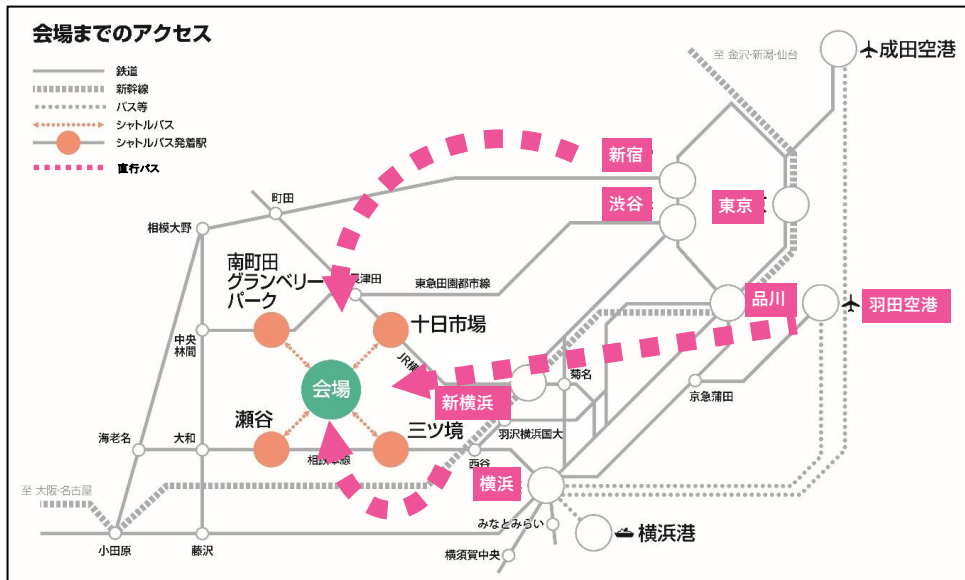 会場までのアクセス
鉄道
新幹線
バス等
シャトルバス
シャトルバス発着駅
直行バス
至 金沢・新潟・仙台
成田空港
新宿
渋谷
東京
町田
相模大野
南町田
グランベリー
パーク
長津田
東急田園都市線
品川
羽田空港
十日市場
中央
林間
会場
新横浜
菊名
京急蒲田
瀬谷
三ツ境
羽沢横浜国大
海老名
大和
相鉄本線
西谷
横浜
至 大阪・名古屋
みなとみらい
横浜港
小田原
藤沢
横須賀中央